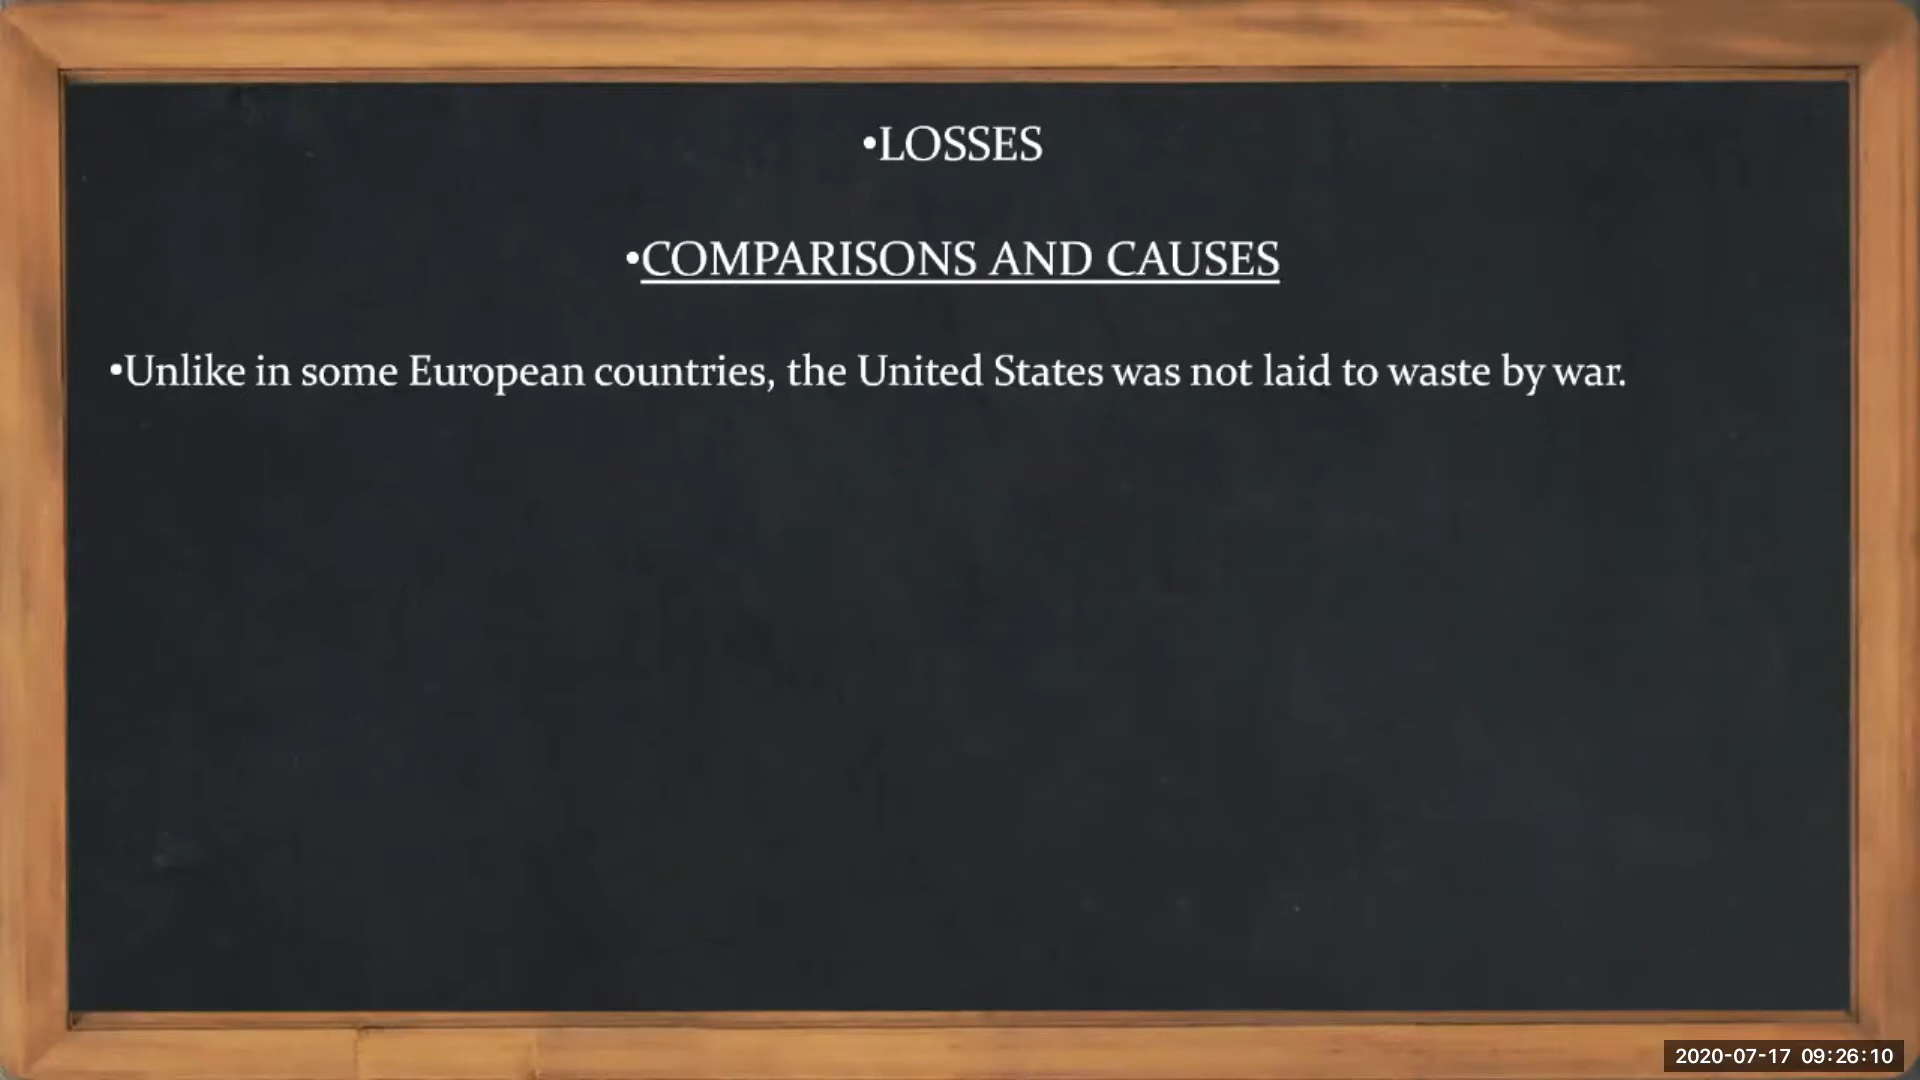 •LOSSES
•COMPARISONS AND CAUSES
•Unlike in some European countries, the United States was not laid to waste by war.
2020-07-17 09:26:10